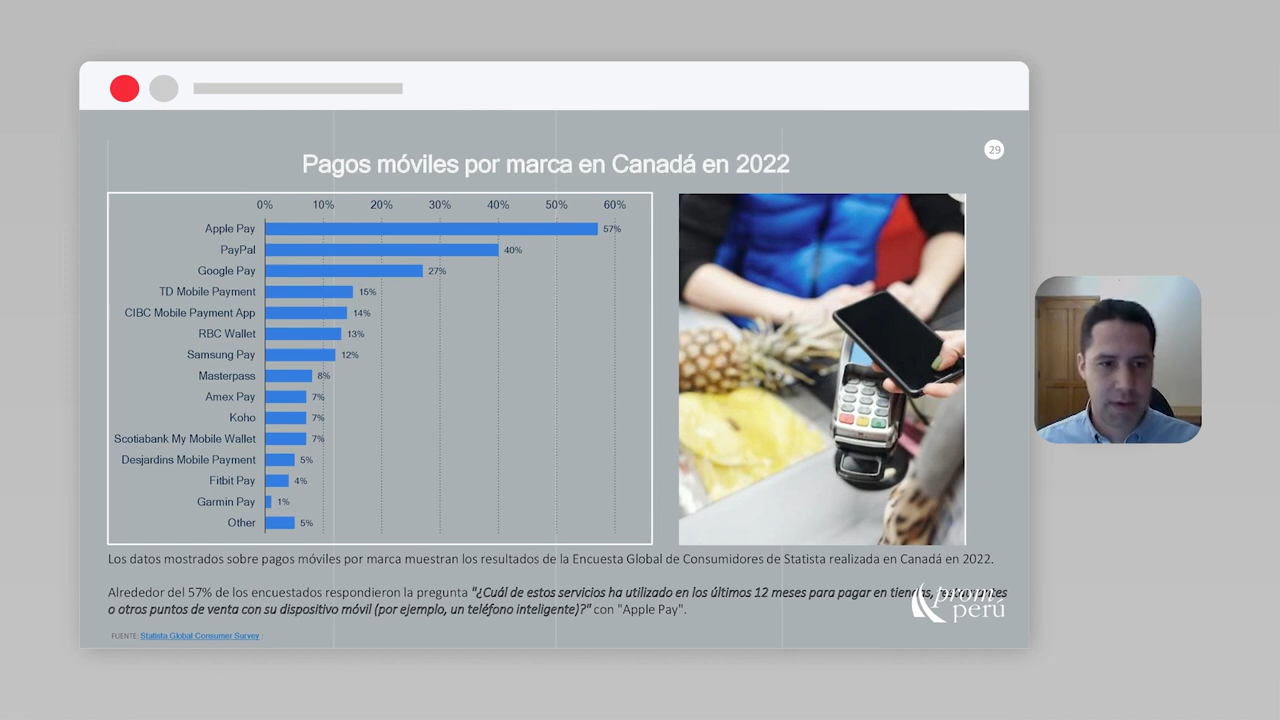 Pagos móviles por marca en Canadá en 2022
29
0% 10% 20% 30% 40% 50% 60%
Apple Pay 57%
PayPal 40%
Google Pay 27%
TD Mobile Payment 15%
CIBC Mobile Payment App 14%
RBC Wallet 13%
Samsung Pay 12%
Masterpass 8%
Amex Pay 7%
Koho 7%
Scotiabank My Mobile Wallet 7%
Desjardins Mobile Payment 5%
Fitbit Pay 4%
Garmin Pay 1%
Other 5%
Los datos mostrados sobre pagos móviles por marca muestran los resultados de la Encuesta Global de Consumidores de Statista realizada en Canadá en 2022.
Alrededor del 57% de los encuestados respondieron la pregunta "¿Cuál de estos servicios ha utilizado en los últimos 12 meses para pagar en tiendas,
o otros puntos de venta con su dispositivo móvil (por ejemplo, un teléfono inteligente)?" con "Apple Pay".
prom
perú
FUENTE: Statista Global Consumer Survey :